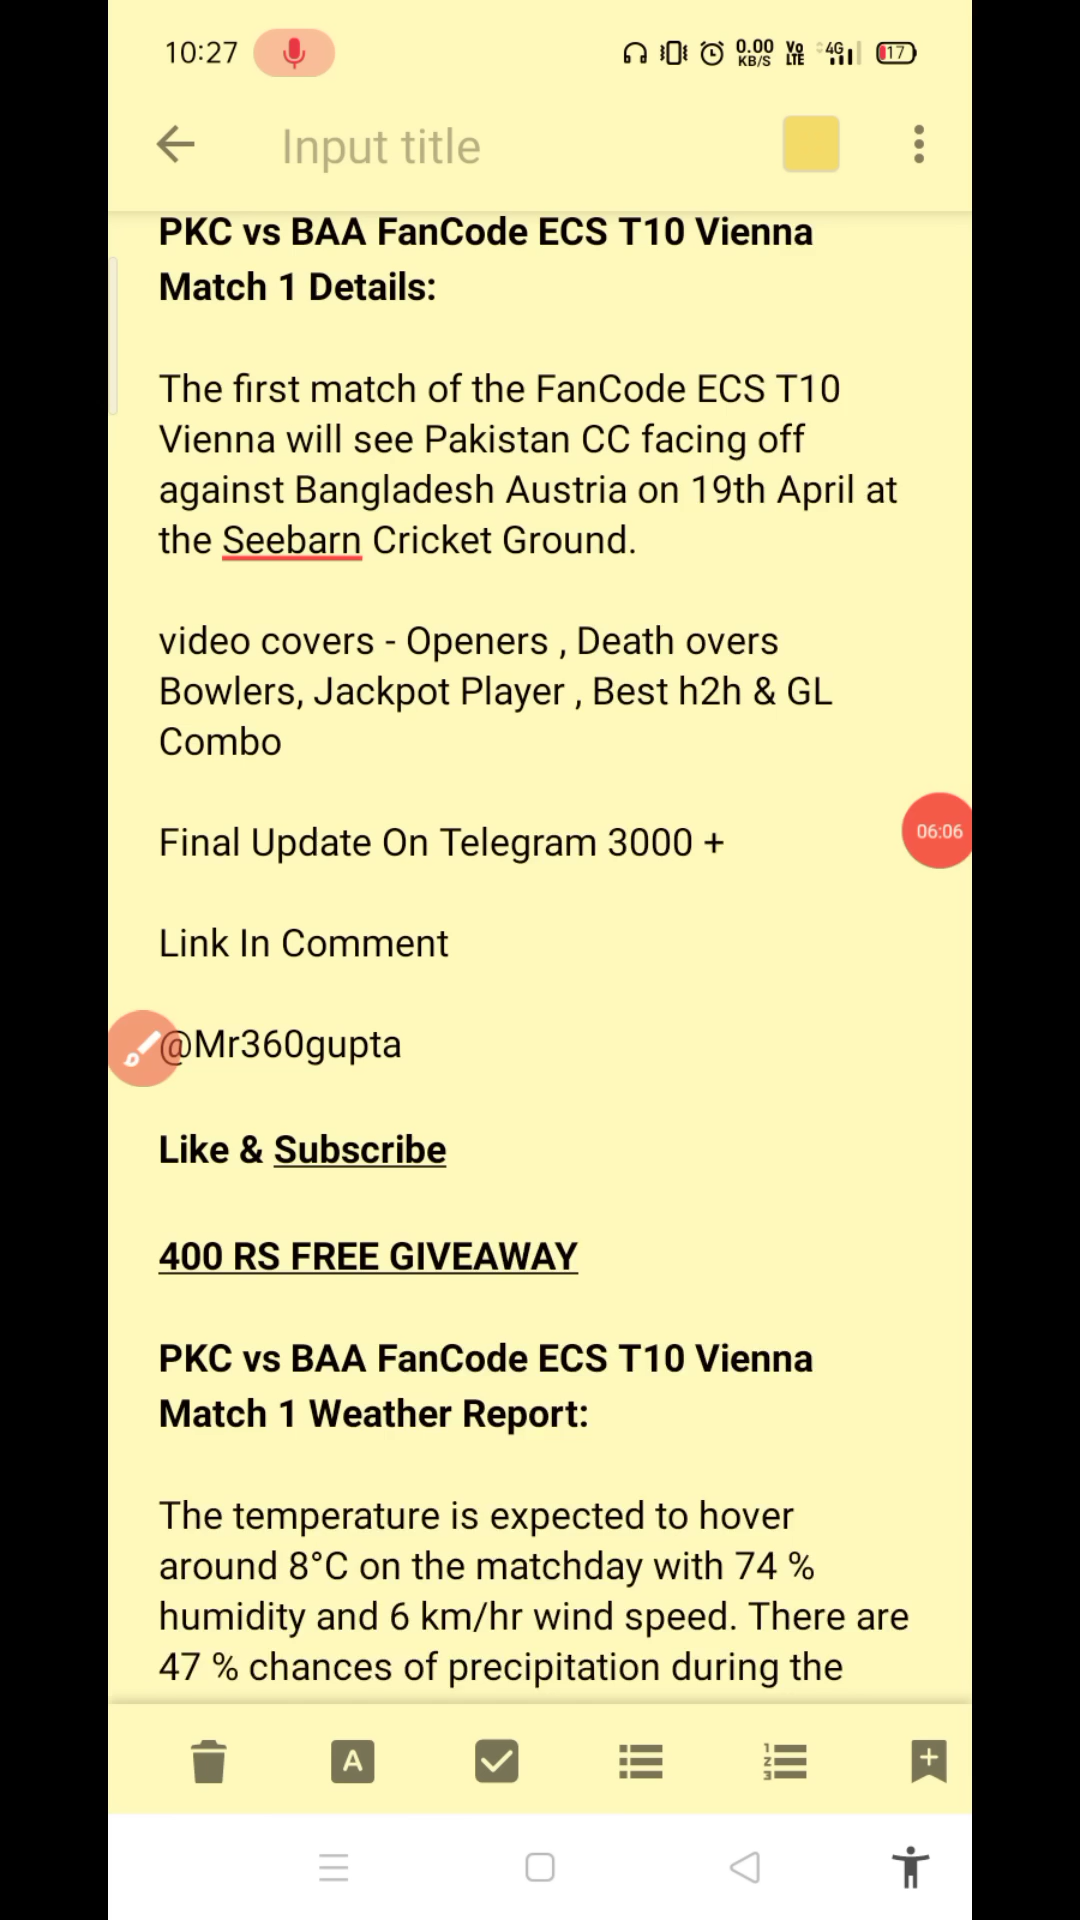 10:27 0.00 KB/S Vo LTE 4G 17
Input title
PKC vs BAA FanCode ECS T10 Vienna
Match 1 Details:
The first match of the FanCode ECS T10
Vienna will see Pakistan CC facing off
against Bangladesh Austria on 19th April at
the Seebarn Cricket Ground.
video covers - Openers , Death overs
Bowlers, Jackpot Player , Best h2h & GL
Combo
Final Update On Telegram 3000 +
06:06
Link In Comment
@Mr360gupta
Like & Subscribe
400 RS FREE GIVEAWAY
PKC vs BAA FanCode ECS T10 Vienna
Match 1 Weather Report:
The temperature is expected to hover
around 8°C on the matchday with 74 %
humidity and 6 km/hr wind speed. There are
47 % chances of precipitation during the
A